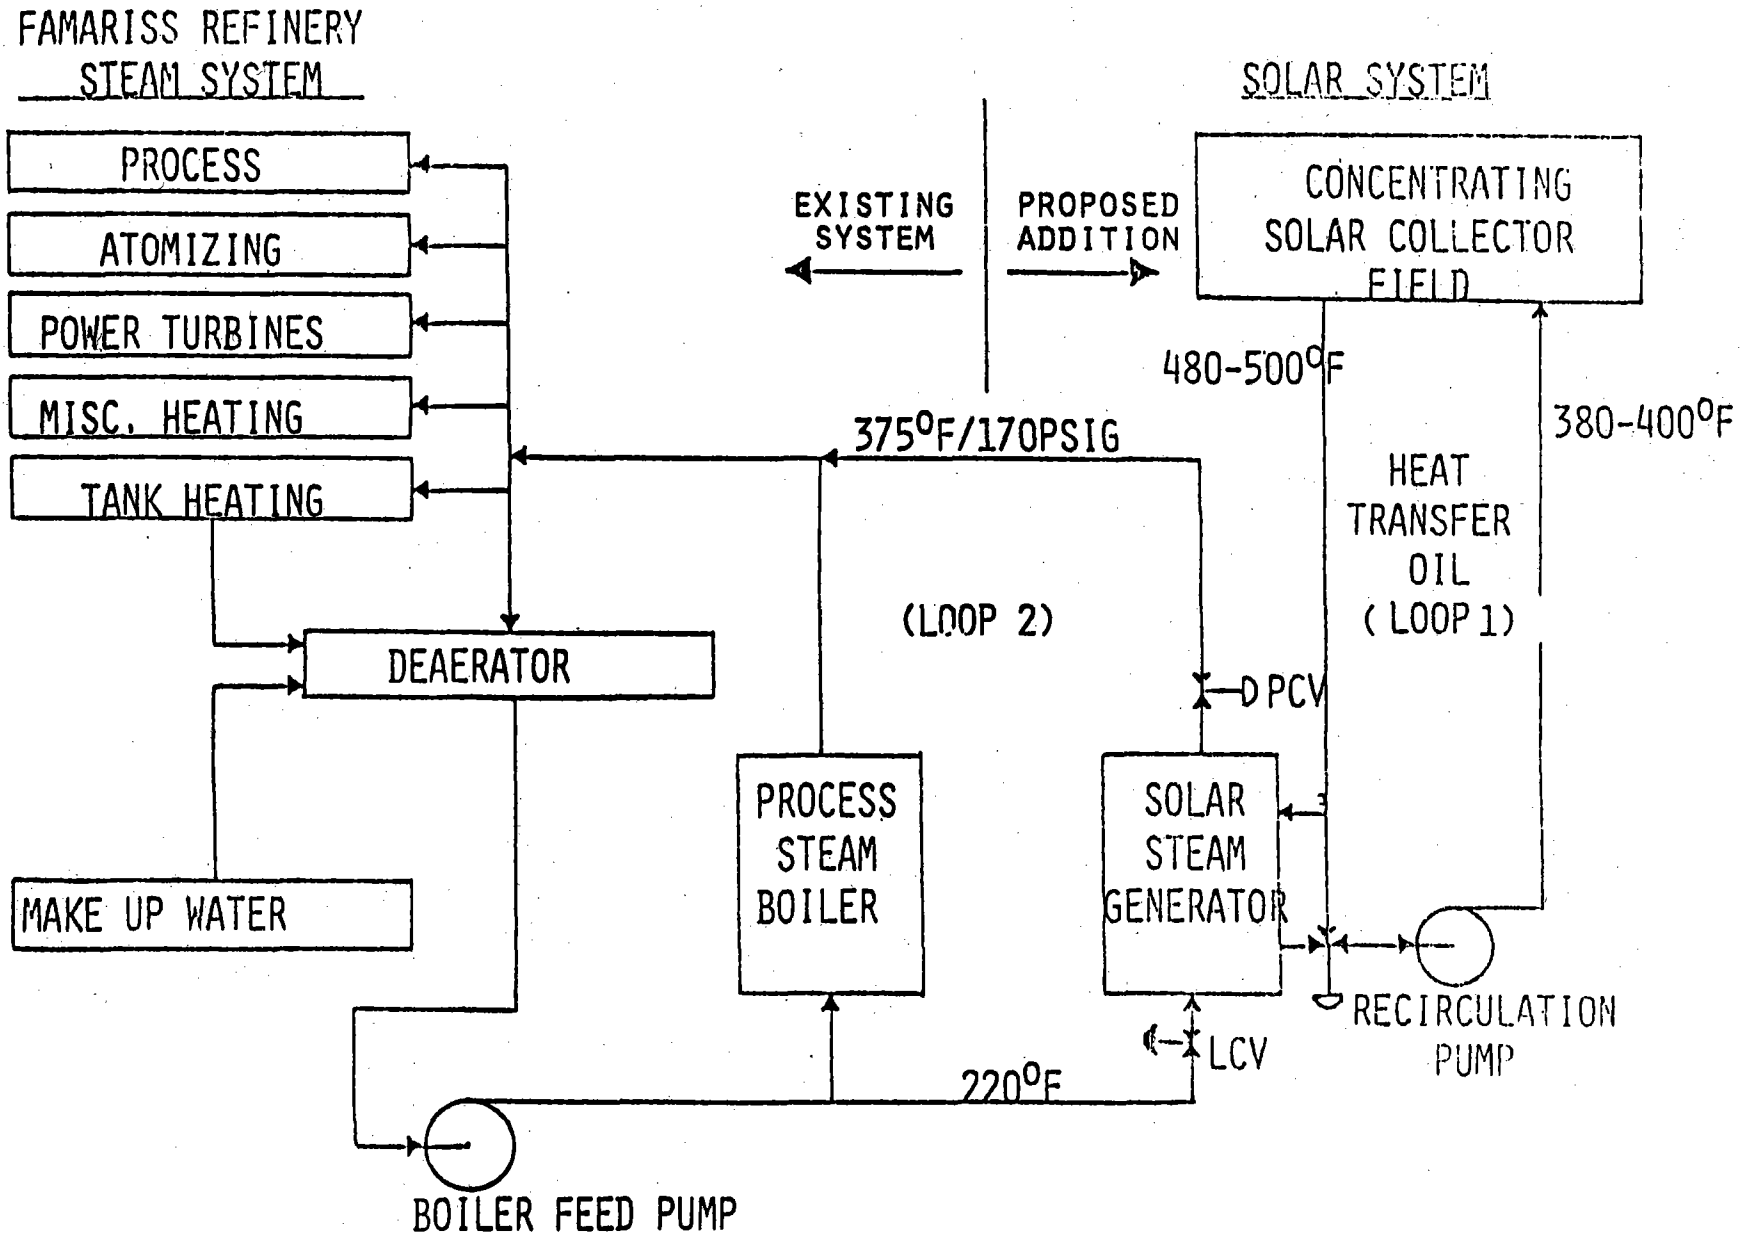 FAMARISS REFINERY
STEAM SYSTEM
SOLAR SYSTEM
PROCESS
ATOMIZING
POWER TURBINES
MISC. HEATING
TANK HEATING
EXISTING
SYSTEM
PROPOSED
ADDITION
CONCENTRATING
SOLAR COLLECTOR
FIELD
480-500°F
380-400°F
375°F/170PSIG
HEAT
TRANSFER
OIL
(LOOP 1)
(LOOP 2)
DEAERATOR
PCV
PROCESS
STEAM
BOILER
SOLAR
STEAM
GENERATOR
MAKE UP WATER
RECIRCULATION
PUMP
LCV
220°F
BOILER FEED PUMP